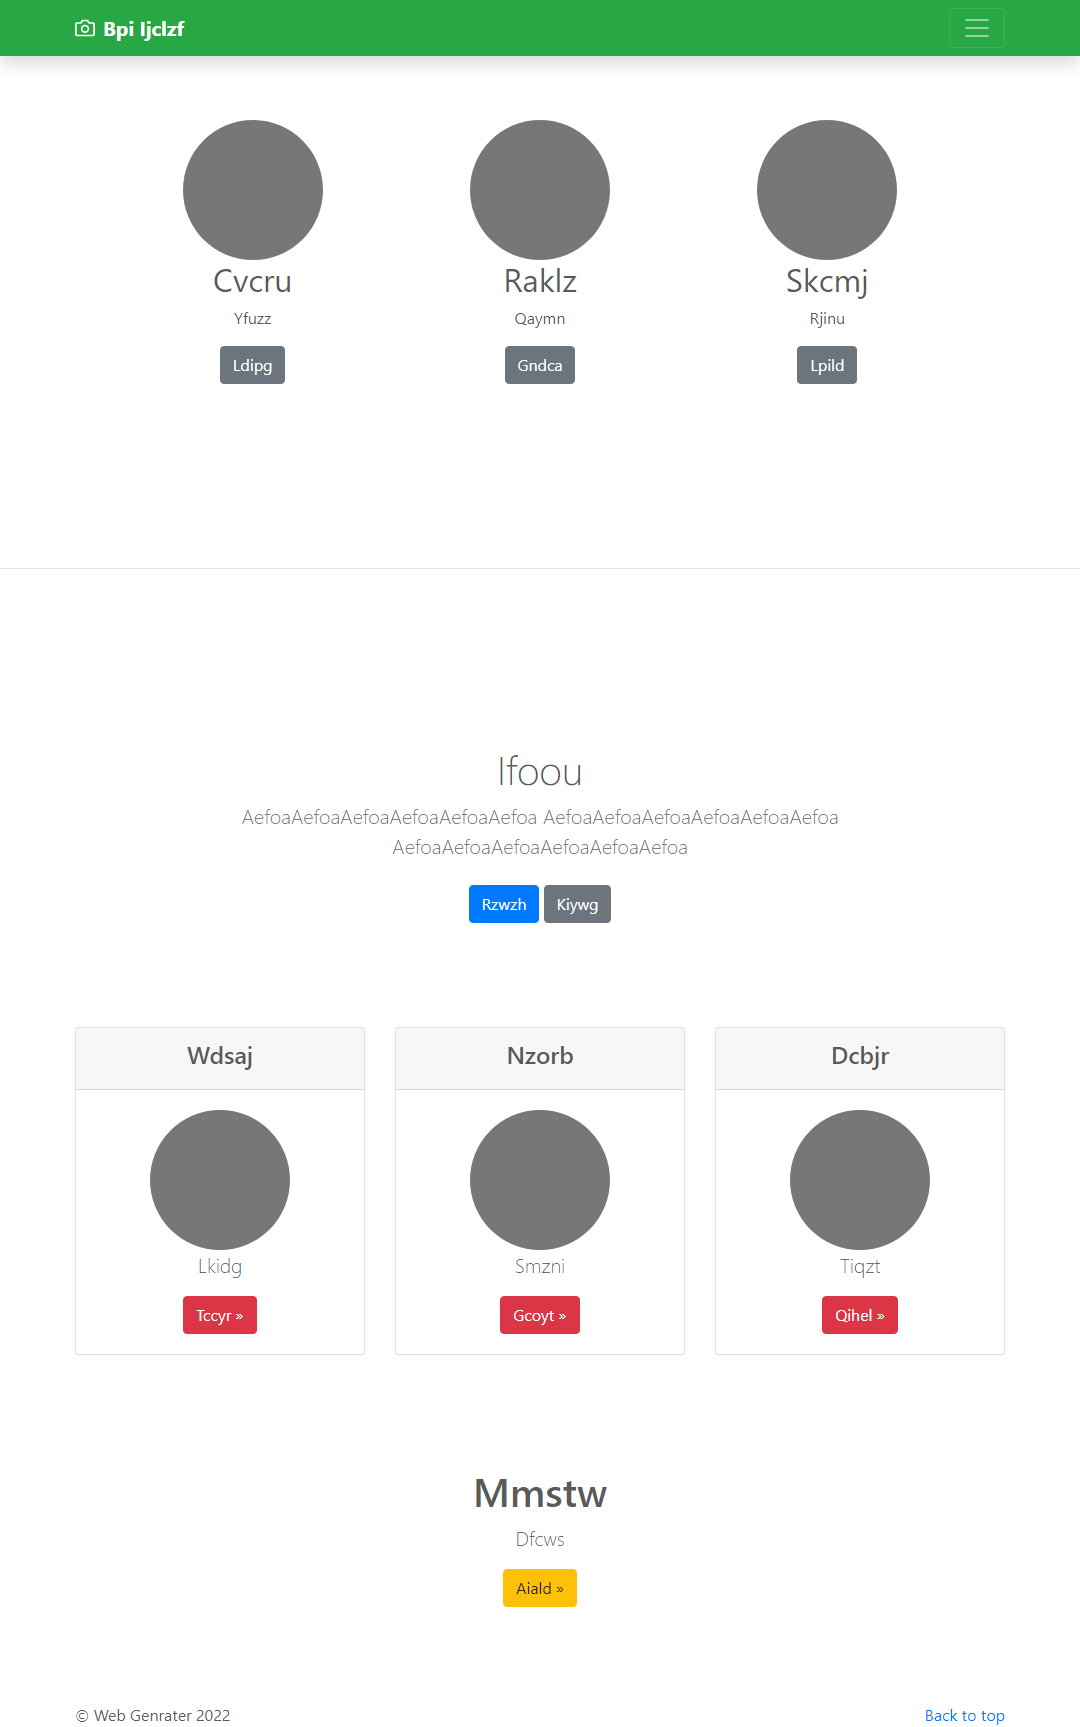 Bpi Ijclzf
Cvcru
Raklz
Skcmj
Yfuzz
Qaymn
Rjinu
Ldipg
Gndca
Lpild
Ifoou
AefoaAefoaAefoaAefoaAefoaAefoa AefoaAefoaAefoaAefoaAefoaAefoa
AefoaAefoaAefoaAefoaAefoaAefoa
Rzwzh Kiywg
Wdsaj
Nzorb
Dcbjr
Lkidg
Smzni
Tiqzt
Tccyr »
Gcoyt »
Qihel »
Mmstw
Dfcws
Aiald »
© Web Genrater 2022
Back to top